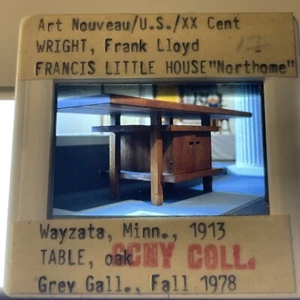 Art Nouveau/U.S./XX Cent
WRIGHT, Frank Lloyd
FRANCIS LITTLE HOUSE"Northome"
Wayzata, Minn., 1913
TABLE, oak
CCNY COLL.
Grey Gall., Fall 1978